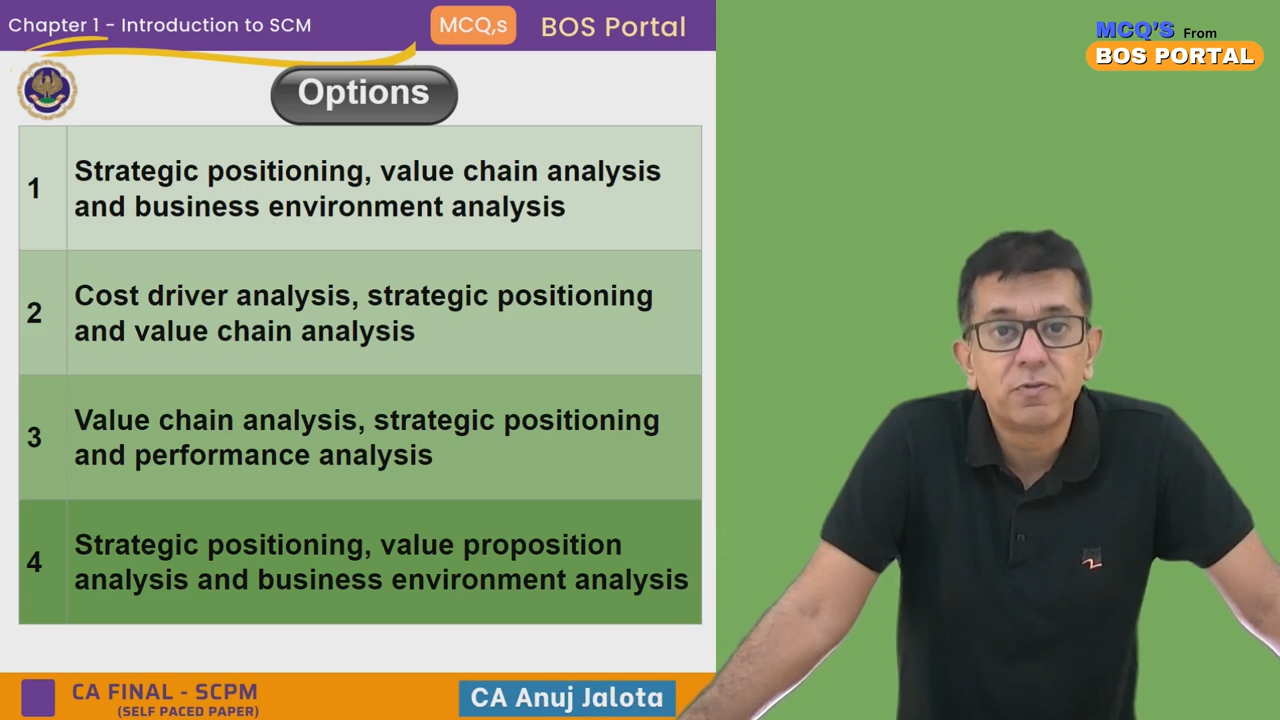 Chapter 1 - Introduction to SCM
MCQ,s
BOS Portal
MCQ'S From
BOS PORTAL
Options
1
Strategic positioning, value chain analysis
and business environment analysis
2
Cost driver analysis, strategic positioning
and value chain analysis
3
Value chain analysis, strategic positioning
and performance analysis
4
Strategic positioning, value proposition
analysis and business environment analysis
CA FINAL - SCPM
(SELF PACED PAPER)
CA Anuj Jalota